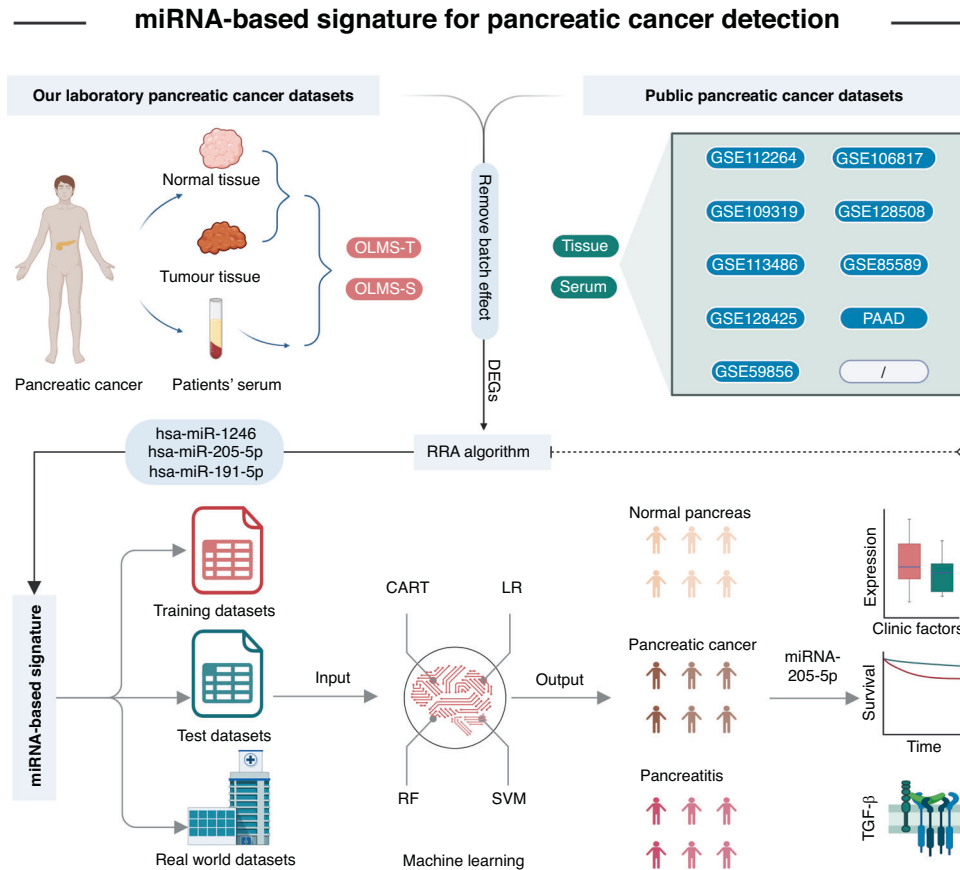 miRNA-based signature for pancreatic cancer detection
Our laboratory pancreatic cancer datasets
Public pancreatic cancer datasets
Normal tissue
Tumour tissue
Pancreatic cancer
Patients' serum
OLMS-T
OLMS-S
Remove batch effect
DEGs
Tissue
Serum
GSE112264
GSE106817
GSE109319
GSE128508
GSE113486
GSE85589
GSE128425
PAAD
GSE59856
/
hsa-miR-1246
hsa-miR-205-5p
hsa-miR-191-5p
RRA algorithm
miRNA-based signature
Training datasets
Test datasets
Real world datasets
Input
CART
LR
RF
SVM
Machine learning
Output
Normal pancreas
Pancreatic cancer
Pancreatitis
miRNA-
205-5p
Expression
Clinic factors
Survival
Time
TGF-β